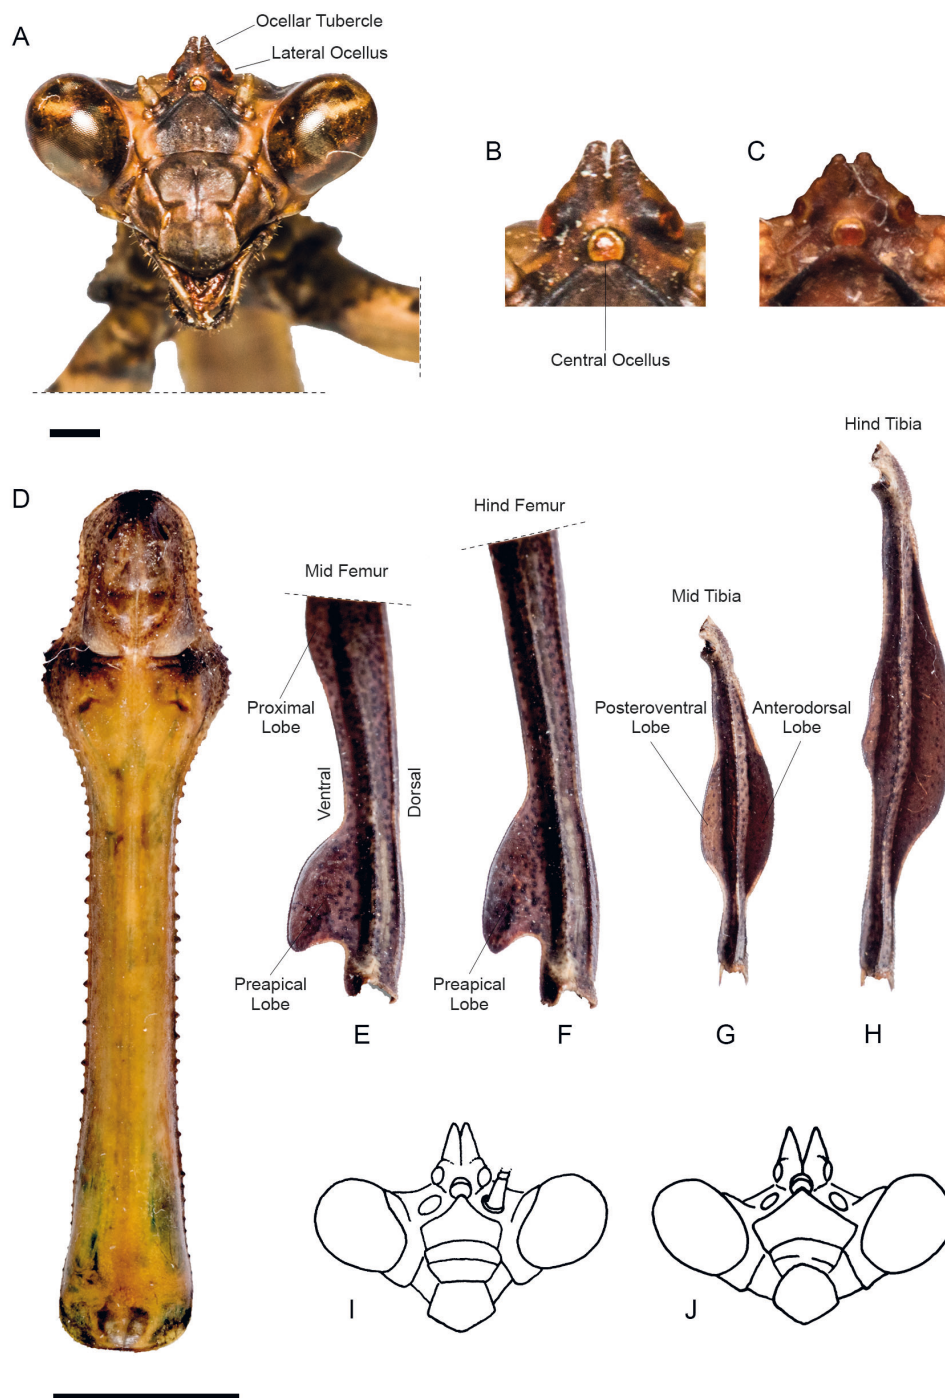 A
Ocellar Tubercle
Lateral Ocellus
B
C
Central Ocellus
D
Hind Tibia
Hind Femur
Mid Femur
Mid Tibia
Proximal
Lobe
Posteroventral
Lobe
Anterodorsal
Lobe
Ventral
Dorsal
Preapical
Lobe
Preapical
Lobe
E
F
G
H
I
J